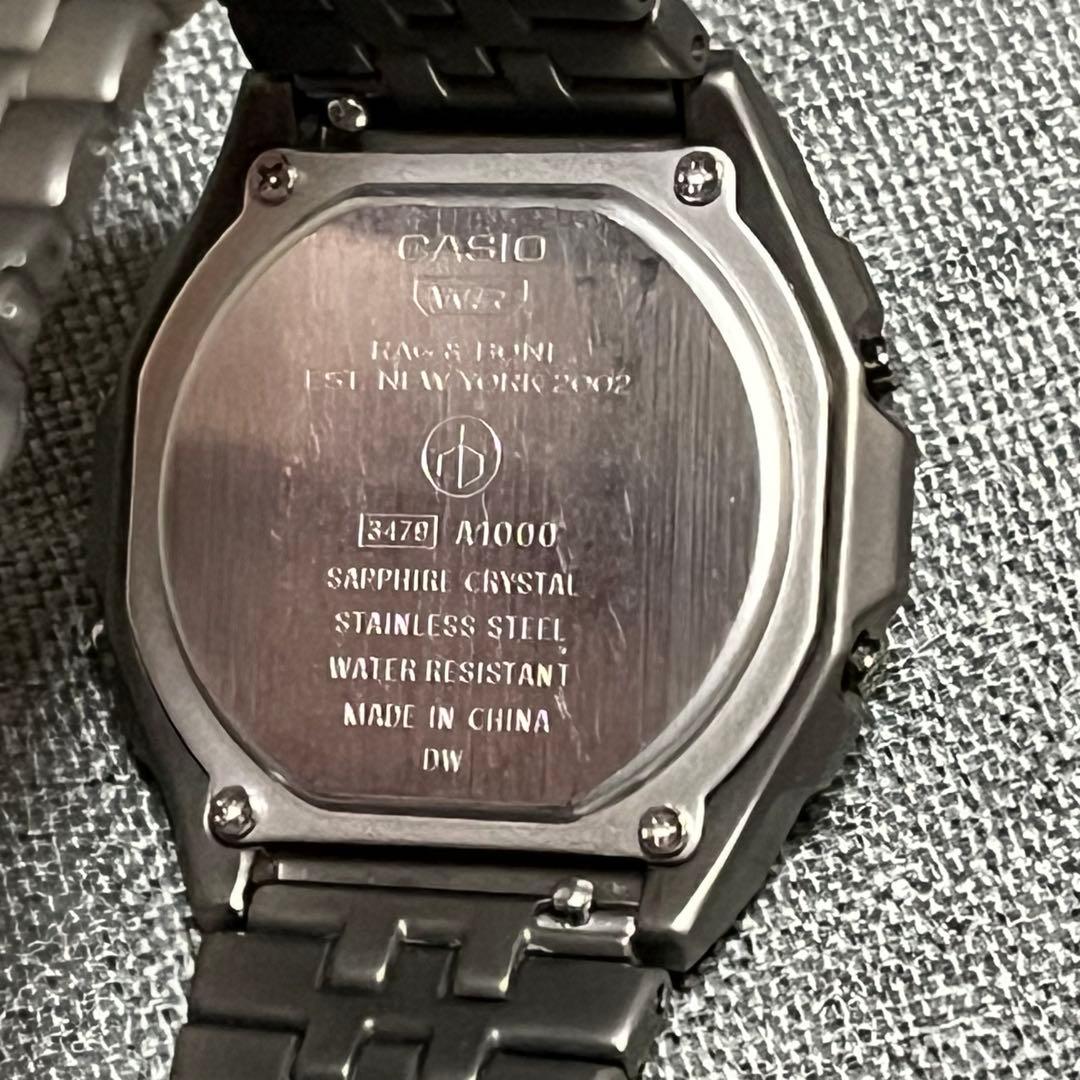 CASIO
RAG & BONE
EST. NEW YORK 2002
rb
3479 A1000
SAPPHIRE CRYSTAL
STAINLESS STEEL
WATER RESISTANT
MADE IN CHINA
DW